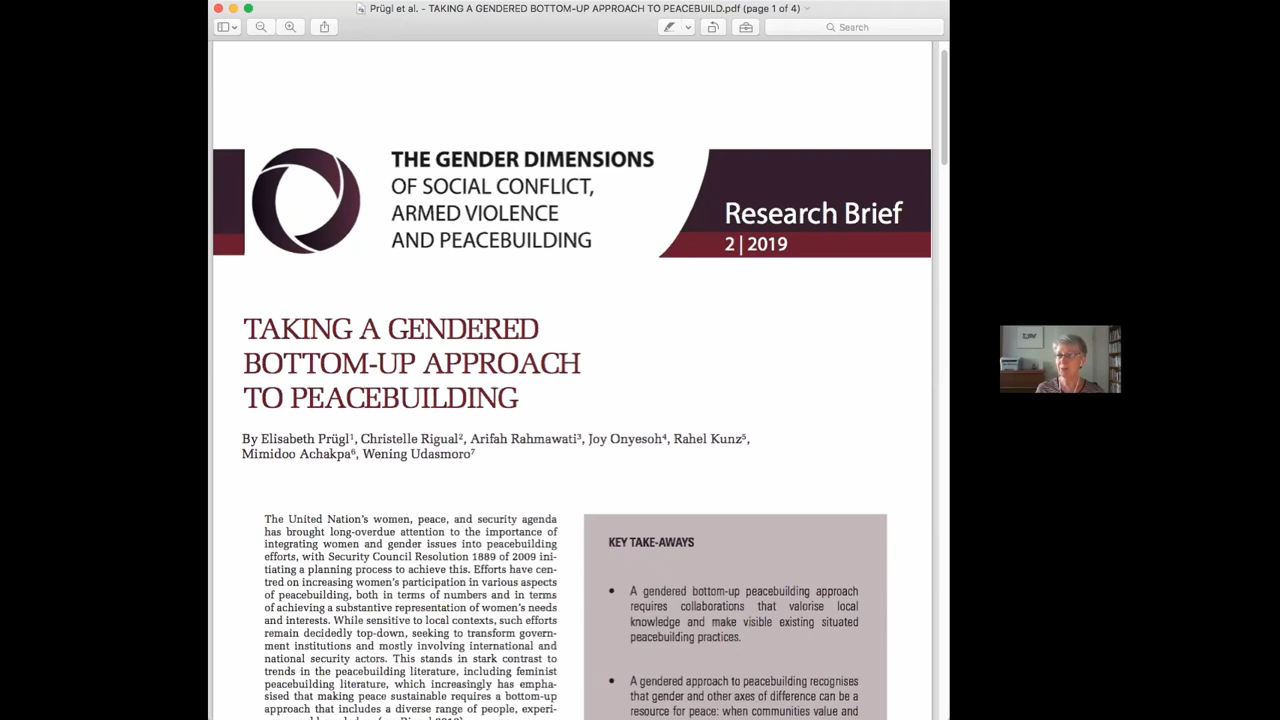 Prügl et al. - TAKING A GENDERED BOTTOM-UP APPROACH TO PEACEBUILD.pdf (page 1 of 4)
Search
THE GENDER DIMENSIONS
OF SOCIAL CONFLICT,
ARMED VIOLENCE
AND PEACEBUILDING
Research Brief
2 | 2019
TAKING A GENDERED
BOTTOM-UP APPROACH
TO PEACEBUILDING
By Elisabeth Prügl¹, Christelle Rigual², Arifah Rahmawati³, Joy Onyesoh⁴, Rahel Kunz⁵,
Mimidoo Achakpa⁶, Wening Udasmoro⁷
The United Nation's women, peace, and security agenda
has brought long-overdue attention to the importance of
integrating women and gender issues into peacebuilding
efforts, with Security Council Resolution 1889 of 2009 ini-
tiating a planning process to achieve this. Efforts have cen-
tred on increasing women's participation in various aspects
of peacebuilding, both in terms of numbers and in terms
of achieving a substantive representation of women's needs
and interests. While sensitive to local contexts, such efforts
remain decidedly top-down, seeking to transform govern-
ment institutions and mostly involving international and
national security actors. This stands in stark contrast to
trends in the peacebuilding literature, including feminist
peacebuilding literature, which increasingly has empha-
sised that making peace sustainable requires a bottom-up
approach that includes a diverse range of people, experi-
KEY TAKE-AWAYS
• A gendered bottom-up peacebuilding approach
requires collaborations that valorise local
knowledge and make visible existing situated
peacebuilding practices.
• A gendered approach to peacebuilding recognises
that gender and other axes of difference can be a
resource for peace: when communities value and